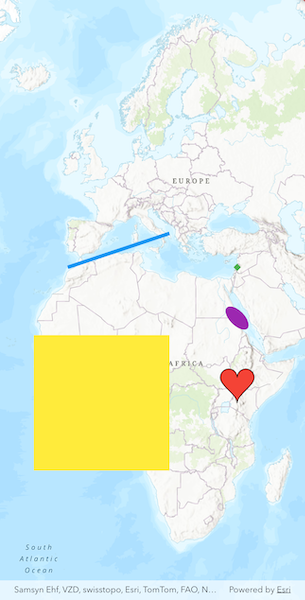 EUROPE
AFRICA
South
Atlantic
Ocean
Samsyn Ehf, VZD, swisstopo, Esri, TomTom, FAO, N...
Powered by Esri